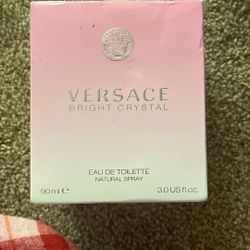 VERSACE
BRIGHT CRYSTAL
EAU DE TOILETTE
NATURAL SPRAY
90 ml ℮ 3.0 US fl. oz.